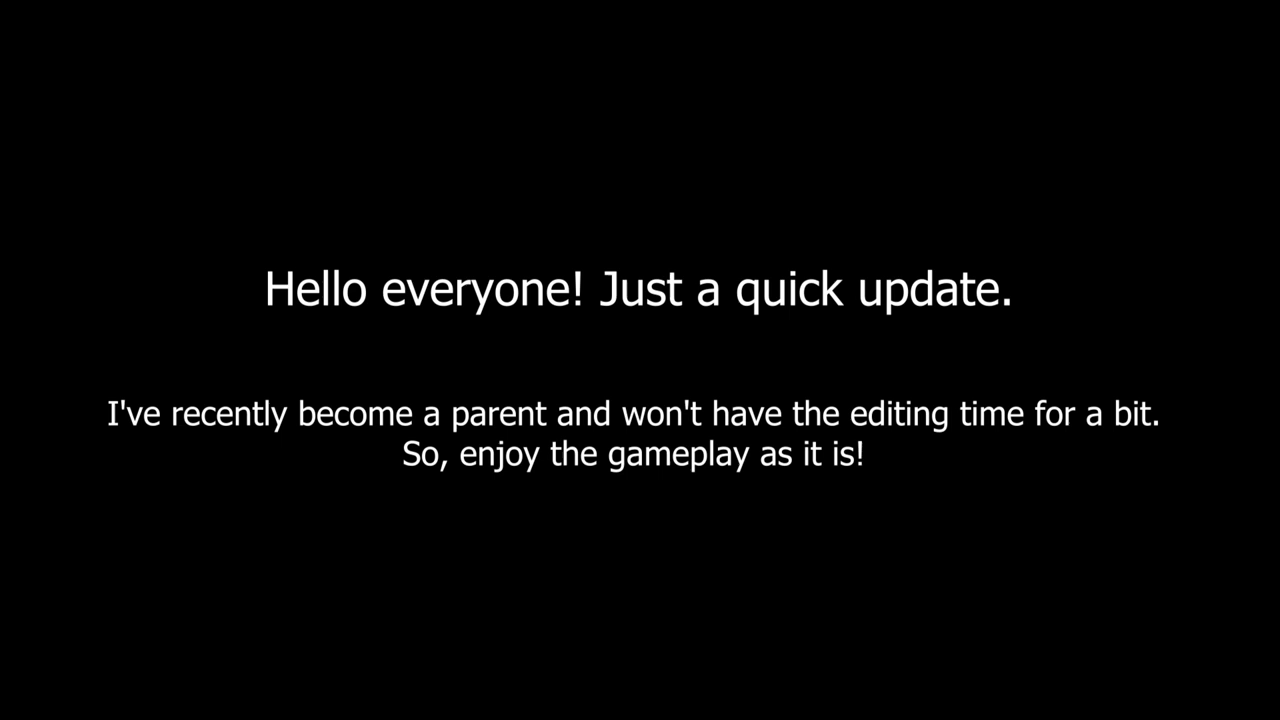 Hello everyone! Just a quick update.
I've recently become a parent and won't have the editing time for a bit.
So, enjoy the gameplay as it is!